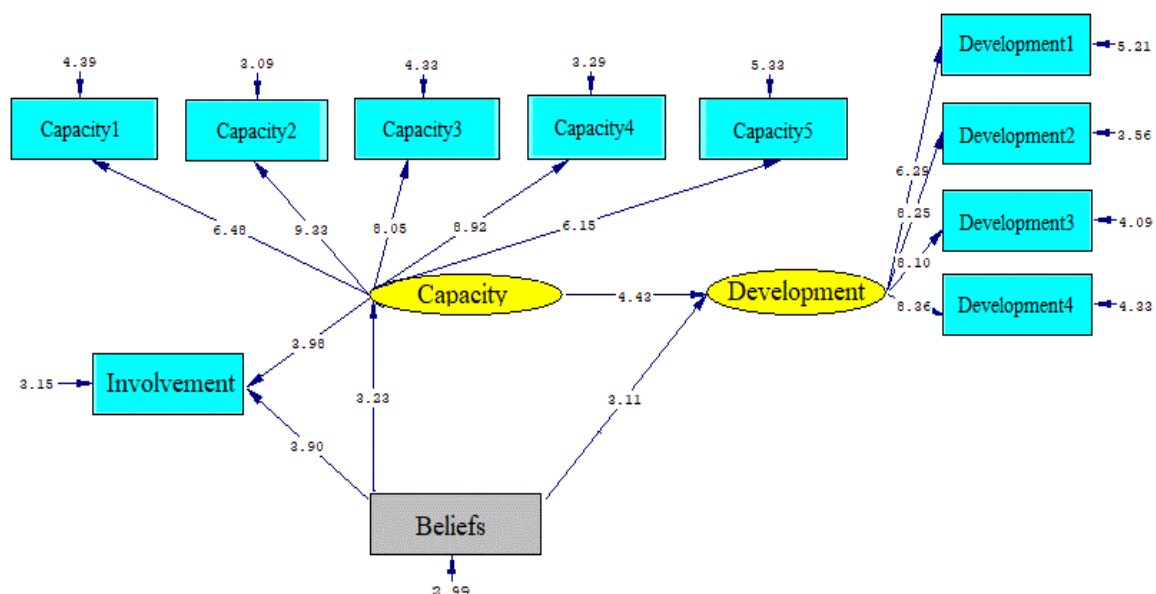 4.39 3.09 4.33 3.29 5.33
Capacity1 Capacity2 Capacity3 Capacity4 Capacity5
Development1 5.21
Development2 3.56
6.29
8.25
Development3 4.09
8.10
Development4 4.33
8.36
6.48 9.33 8.05 8.92 6.15
Capacity 4.43 Development
3.98
3.15 Involvement
3.23 3.11
3.90
Beliefs